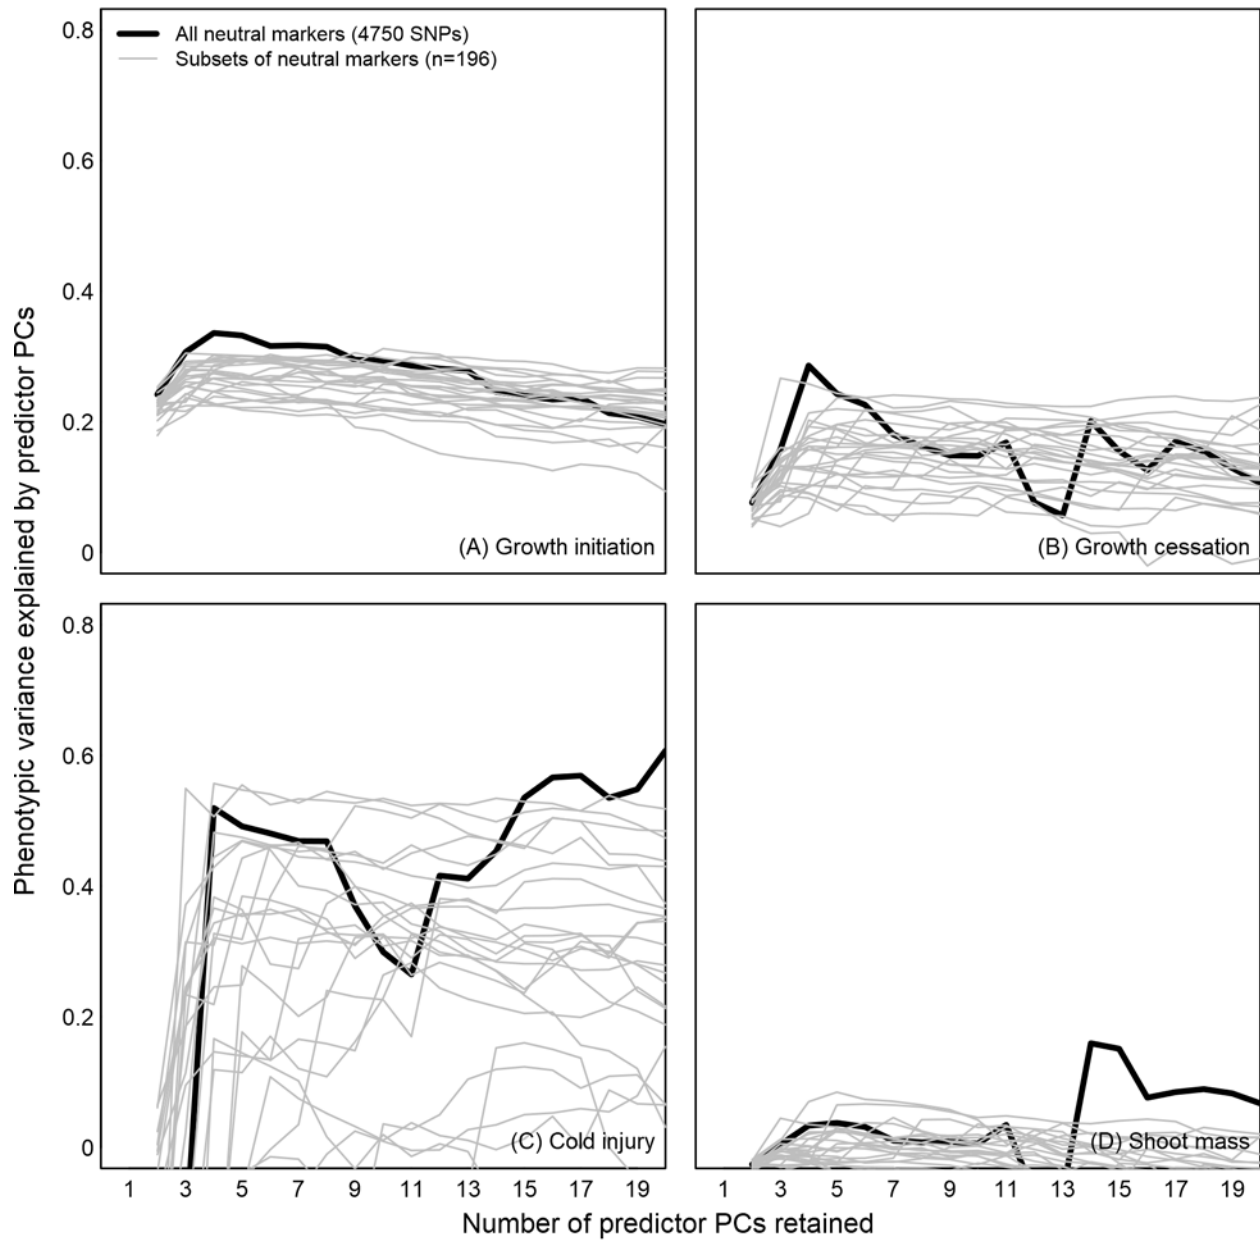 All neutral markers (4750 SNPs)
Subsets of neutral markers (n=196)
0.8
0.6
0.4
0.2
0
(A) Growth initiation
(B) Growth cessation
Phenotypic variance explained by predictor PCs
0.8
0.6
0.4
0.2
0
(C) Cold injury
(D) Shoot mass
1 3 5 7 9 11 13 15 17 19
1 3 5 7 9 11 13 15 17 19
Number of predictor PCs retained